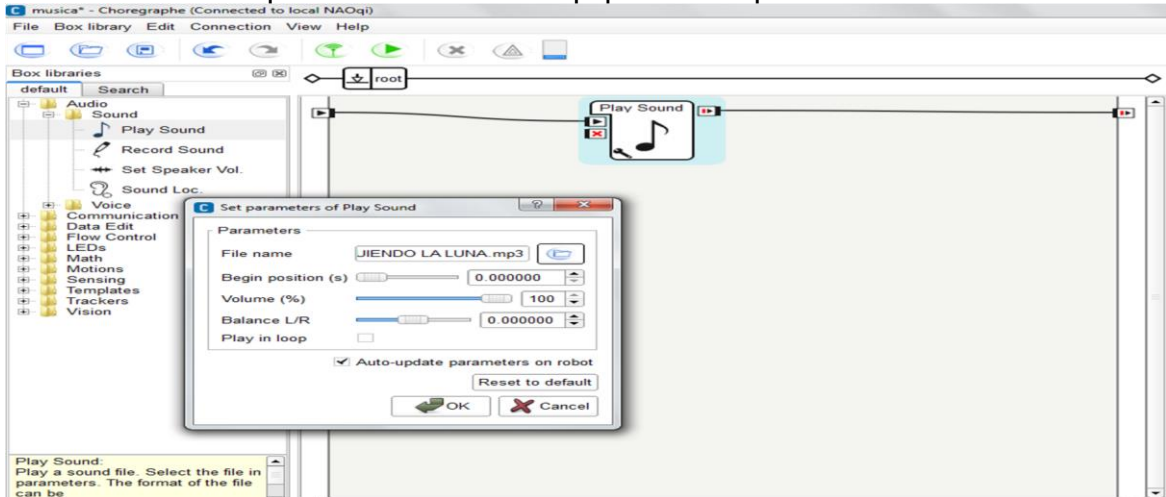 musica* - Choregraphe (Connected to local NAOqi)
File Box library Edit Connection View Help
Box libraries
default Search
root
Audio
Sound
Play Sound
Record Sound
Set Speaker Vol.
Sound Loc.
Voice
Communication
Data Edit
Flow Control
LEDs
Math
Motions
Sensing
Templates
Trackers
Vision
Play Sound
Set parameters of Play Sound
Parameters
File name JIENDO LA LUNA.mp3
Begin position (s) 0.000000
Volume (%) 100
Balance L/R 0.000000
Play in loop
Auto-update parameters on robot
Reset to default
OK Cancel
Play Sound:
Play a sound file. Select the file in
parameters. The format of the file
can be